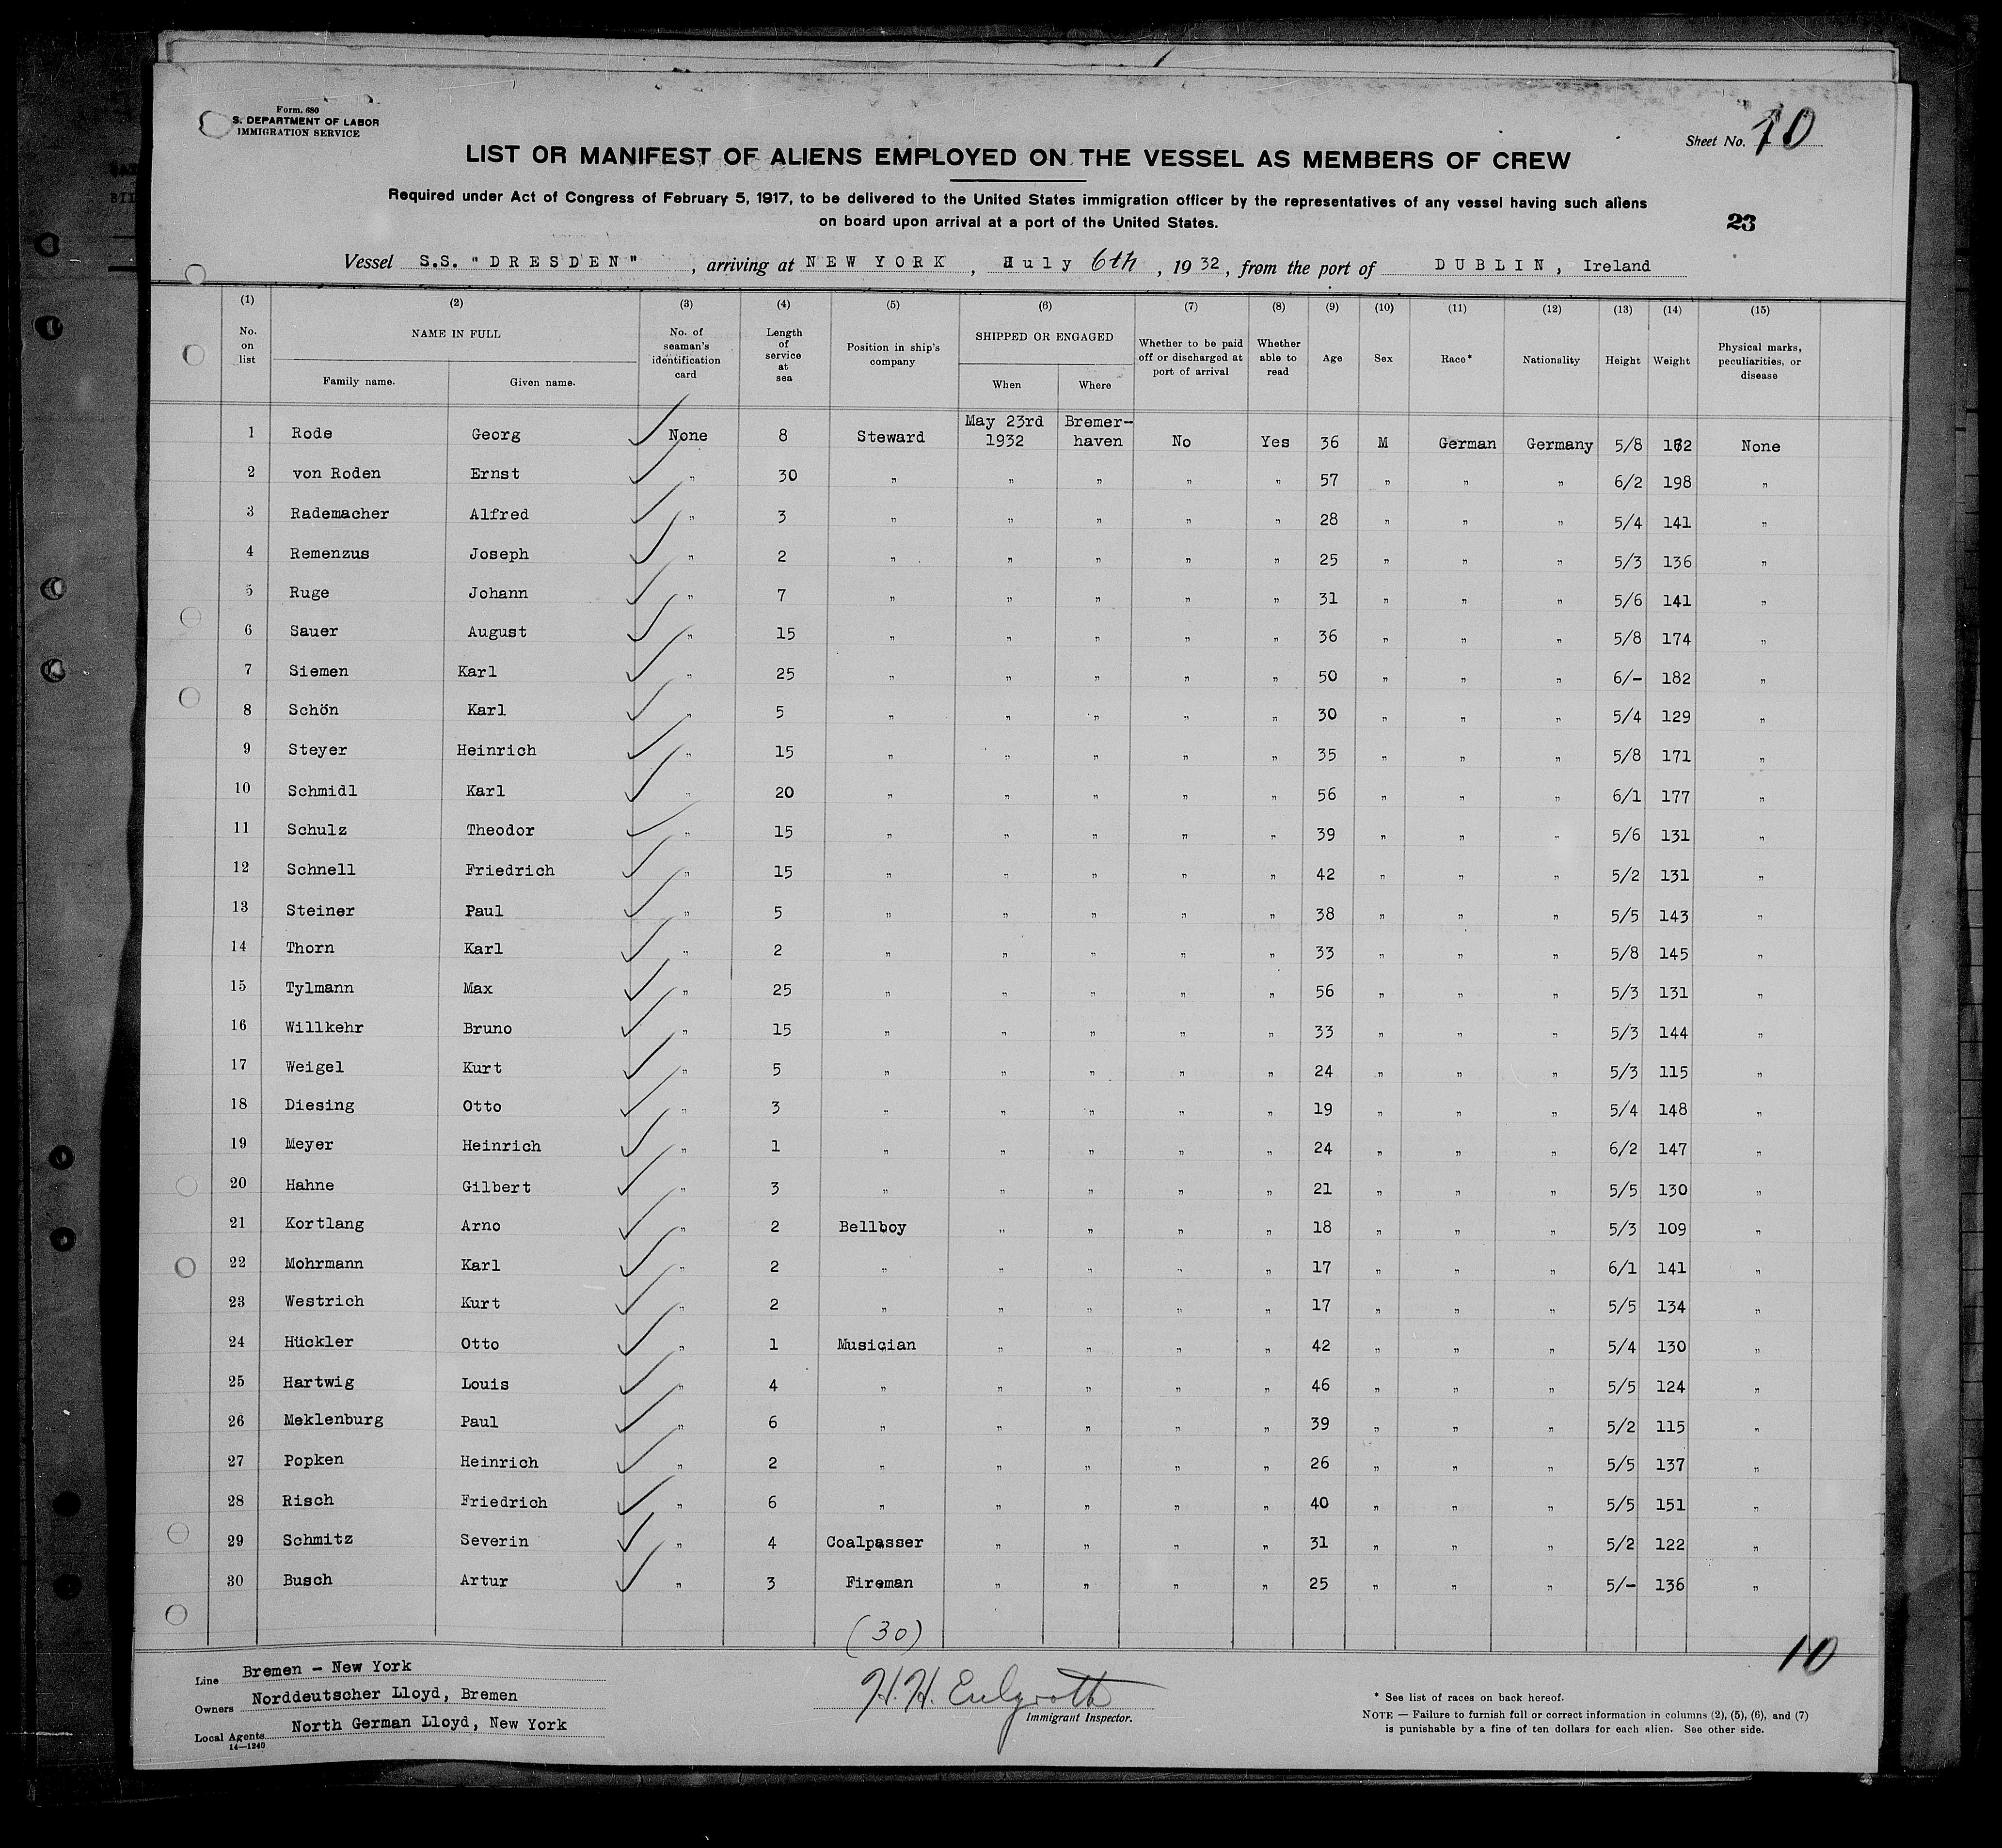 Form. 680
S. DEPARTMENT OF LABOR
IMMIGRATION SERVICE
Sheet No. 10
LIST OR MANIFEST OF ALIENS EMPLOYED ON THE VESSEL AS MEMBERS OF CREW
Required under Act of Congress of February 5, 1917, to be delivered to the United States immigration officer by the representatives of any vessel having such aliens
on board upon arrival at a port of the United States.
23
Vessel S.S. "DRESDEN" , arriving at NEW YORK , July 6th , 1932 , from the port of DUBLIN, Ireland
(1) (2) (3) (4) (5) (6) (7) (8) (9) (10) (11) (12) (13) (14) (15)
No. on list NAME IN FULL Family name. Given name. No. of seaman's identification card Length of service at sea Position in ship's company SHIPPED OR ENGAGED When Where Whether to be paid off or discharged at port of arrival Whether able to read Age Sex Race* Nationality Height Weight Physical marks, peculiarities, or disease
1 Rode Georg None 8 Steward May 23rd 1932 Bremer-haven No Yes 36 M German Germany 5/8 None
2 von Roden Ernst " 30 " " " " " 57 " " " 6/2 198 "
3 Rademacher Alfred " 3 " " " " " 28 " " " 5/4 141 "
4 Remenzus Joseph " 2 " " " " " 25 " " " 5/3 136 "
5 Ruge Johann " 7 " " " " " 31 " " " 5/6 141 "
6 Sauer August " 15 " " " " " 36 " " " 5/8 174 "
7 Siemen Karl " 25 " " " " " 50 " " " 6/- 182 "
8 Schön Karl " 5 " " " " " 30 " " " 5/4 129 "
9 Steyer Heinrich " 15 " " " " " 35 " " " 5/8 171 "
10 Schmidl Karl " 20 " " " " " 56 " " " 6/1 177 "
11 Schulz Theodor " 15 " " " " " 39 " " " 5/6 131 "
12 Schnell Friedrich " 15 " " " " " 42 " " " 5/2 131 "
13 Steiner Paul " 5 " " " " " 38 " " " 5/5 143 "
14 Thorn Karl " 2 " " " " " 33 " " " 5/8 145 "
15 Tylmann Max " 25 " " " " " 56 " " " 5/3 131 "
16 Willkehr Bruno " 15 " " " " " 33 " " " 5/3 144 "
17 Weigel Kurt " 5 " " " " " 24 " " " 5/3 115 "
18 Diesing Otto " 3 " " " " " 19 " " " 5/4 148 "
19 Meyer Heinrich " 1 " " " " " 24 " " " 6/2 147 "
20 Hahne Gilbert " 3 " " " " " 21 " " " 5/5 130 "
21 Kortlang Arno " 2 Bellboy " " " " 18 " " " 5/3 109 "
22 Mohrmann Karl " 2 " " " " " 17 " " " 6/1 141 "
23 Westrich Kurt " 2 " " " " " 17 " " " 5/5 134 "
24 Hückler Otto " 1 Musician " " " " 42 " " " 5/4 130 "
25 Hartwig Louis " 4 " " " " " 46 " " " 5/5 124 "
26 Meklenburg Paul " 6 " " " " " 39 " " " 5/2 115 "
27 Popken Heinrich " 2 " " " " " 26 " " " 5/5 137 "
28 Risch Friedrich " 6 " " " " " 40 " " " 5/5 151 "
29 Schmitz Severin " 4 Coalpasser " " " " 31 " " " 5/2 122 "
30 Busch Artur " 3 Fireman " " " " 25 " " " 5/- 136 "
(30)
10
Line Bremen - New York
Owners Norddeutscher Lloyd, Bremen
Local Agents North German Lloyd, New York
14-1240
H.H. Eulgroth
Immigrant Inspector.
* See list of races on back hereof.
NOTE — Failure to furnish full or correct information in columns (2), (5), (6), and (7)
is punishable by a fine of ten dollars for each alien. See other side.